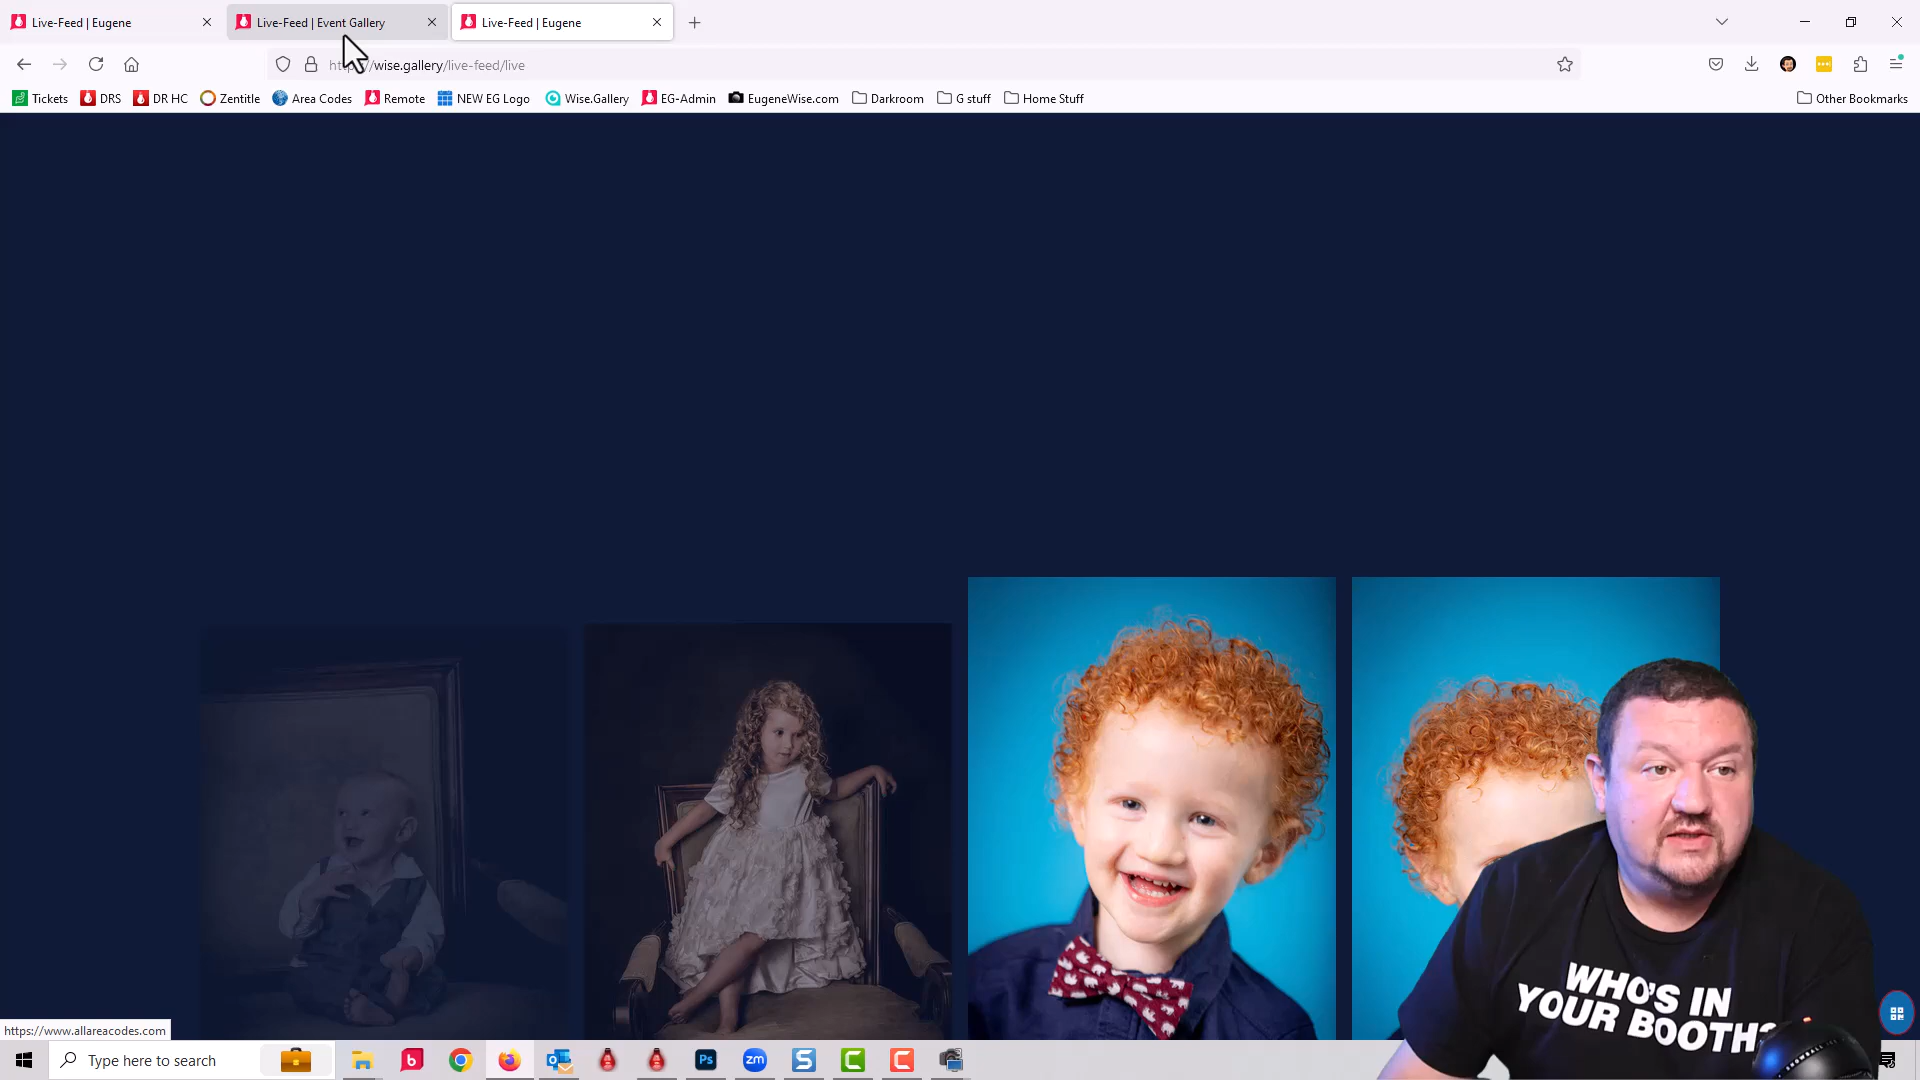 Live-Feed | Eugene
Live-Feed | Event Gallery
Live-Feed | Eugene
wise.gallery/live-feed/live
Tickets
DRS
DR HC
Zentitle
Area Codes
Remote
NEW EG Logo
Wise.Gallery
EG-Admin
EugeneWise.com
Darkroom
G stuff
Home Stuff
Other Bookmarks
WHO'S IN
YOUR BOOTH?
https://www.allareacodes.com
Type here to search
b
Ps
zm
S
C
C